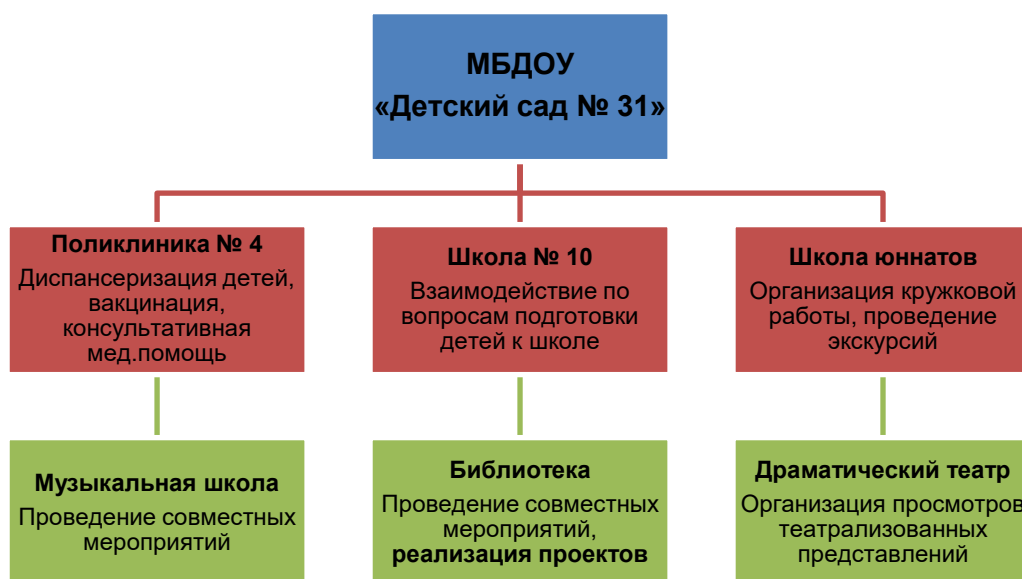 МБДОУ
«Детский сад № 31»
Поликлиника № 4
Диспансеризация детей,
вакцинация,
консультативная
мед.помощь
Школа № 10
Взаимодействие по
вопросам подготовки
детей к школе
Школа юннатов
Организация кружковой
работы, проведение
экскурсий
Музыкальная школа
Проведение совместных
мероприятий
Библиотека
Проведение совместных
мероприятий,
реализация проектов
Драматический театр
Организация просмотров
театрализованных
представлений